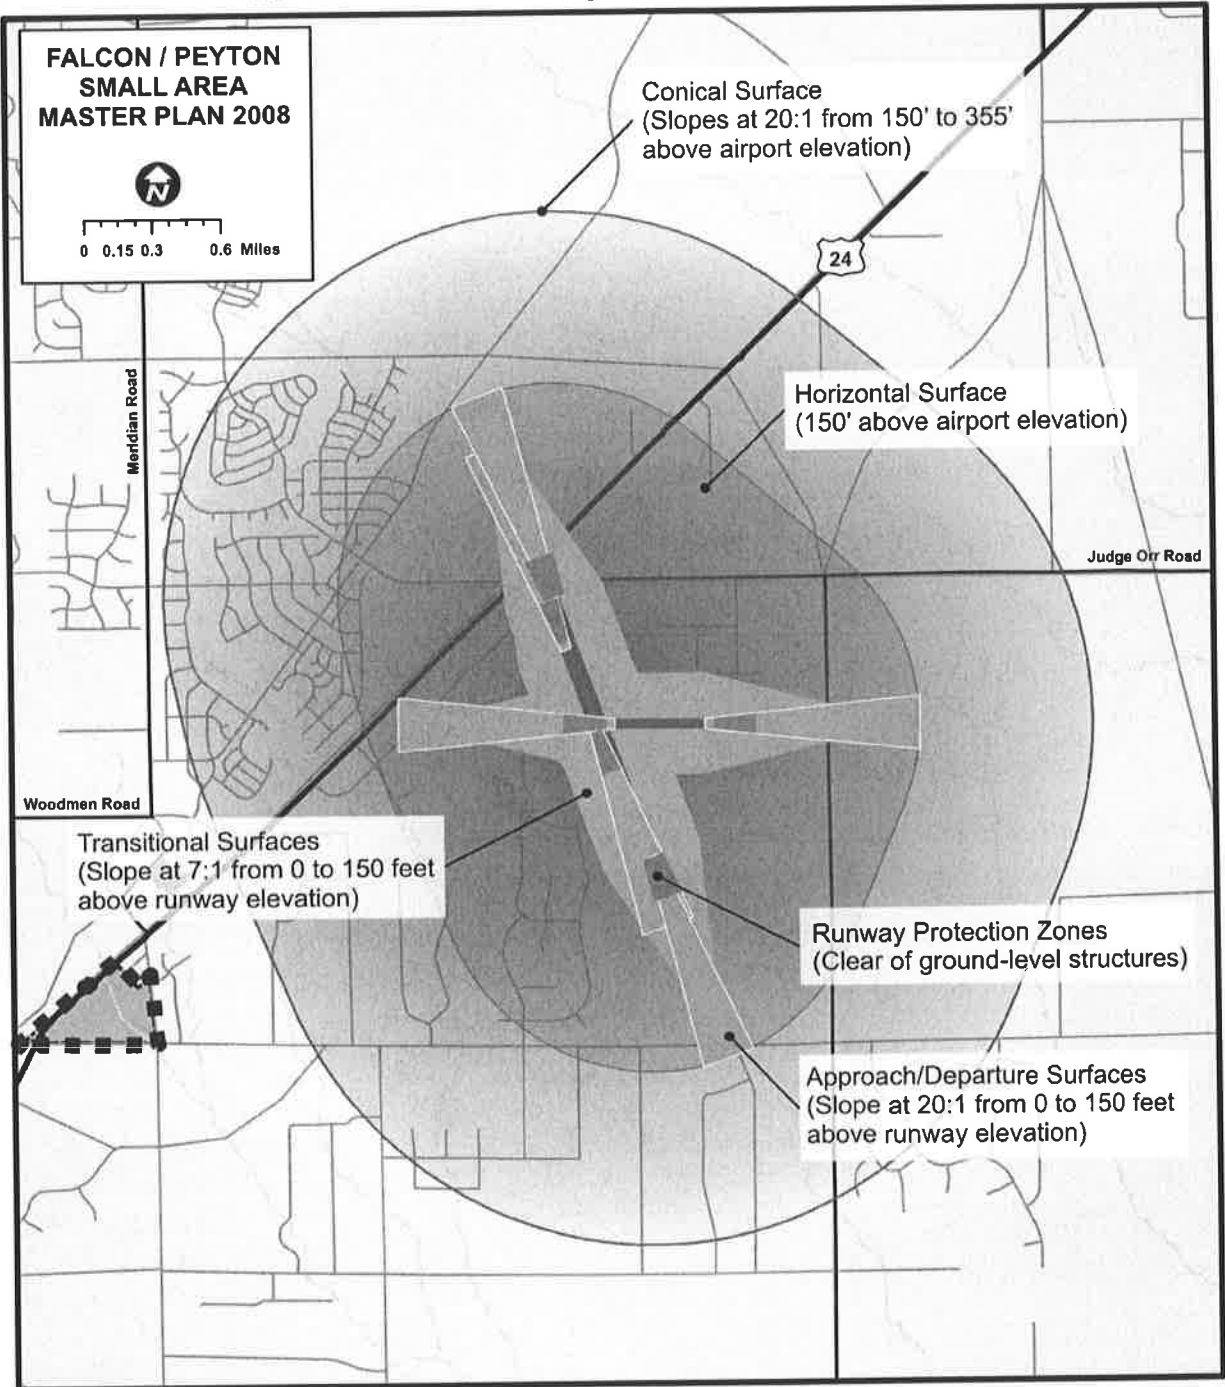 FALCON / PEYTON
SMALL AREA
MASTER PLAN 2008
N
0 0.15 0.3 0.6 Miles
Conical Surface
(Slopes at 20:1 from 150' to 355'
above airport elevation)
24
Horizontal Surface
(150' above airport elevation)
Meridian Road
Judge Orr Road
Woodmen Road
Transitional Surfaces
(Slope at 7:1 from 0 to 150 feet
above runway elevation)
Runway Protection Zones
(Clear of ground-level structures)
Approach/Departure Surfaces
(Slope at 20:1 from 0 to 150 feet
above runway elevation)